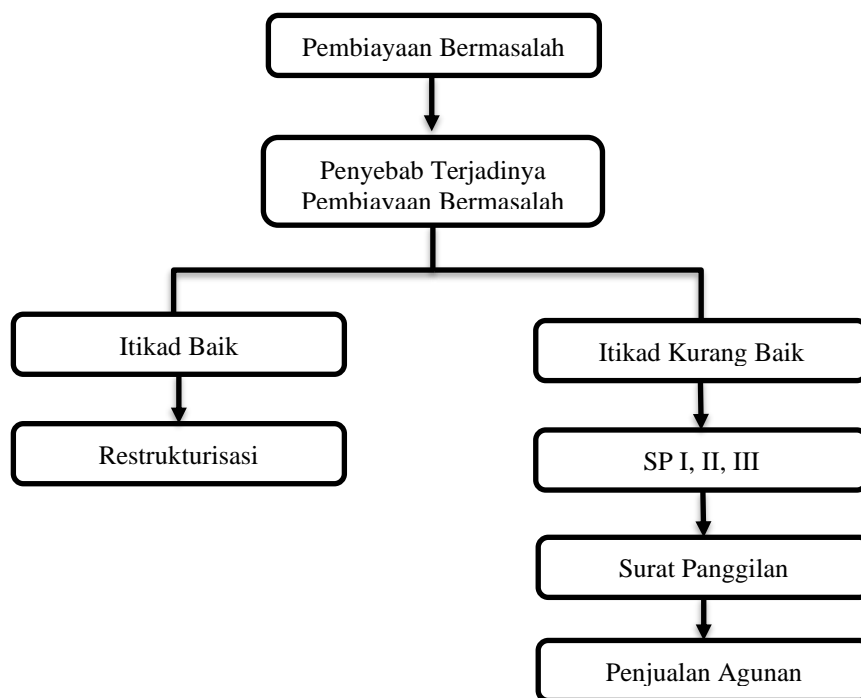 Pembiayaan Bermasalah
Penyebab Terjadinya
Pembiayaan Bermasalah
Itikad Baik
Itikad Kurang Baik
Restrukturisasi
SP I, II, III
Surat Panggilan
Penjualan Agunan